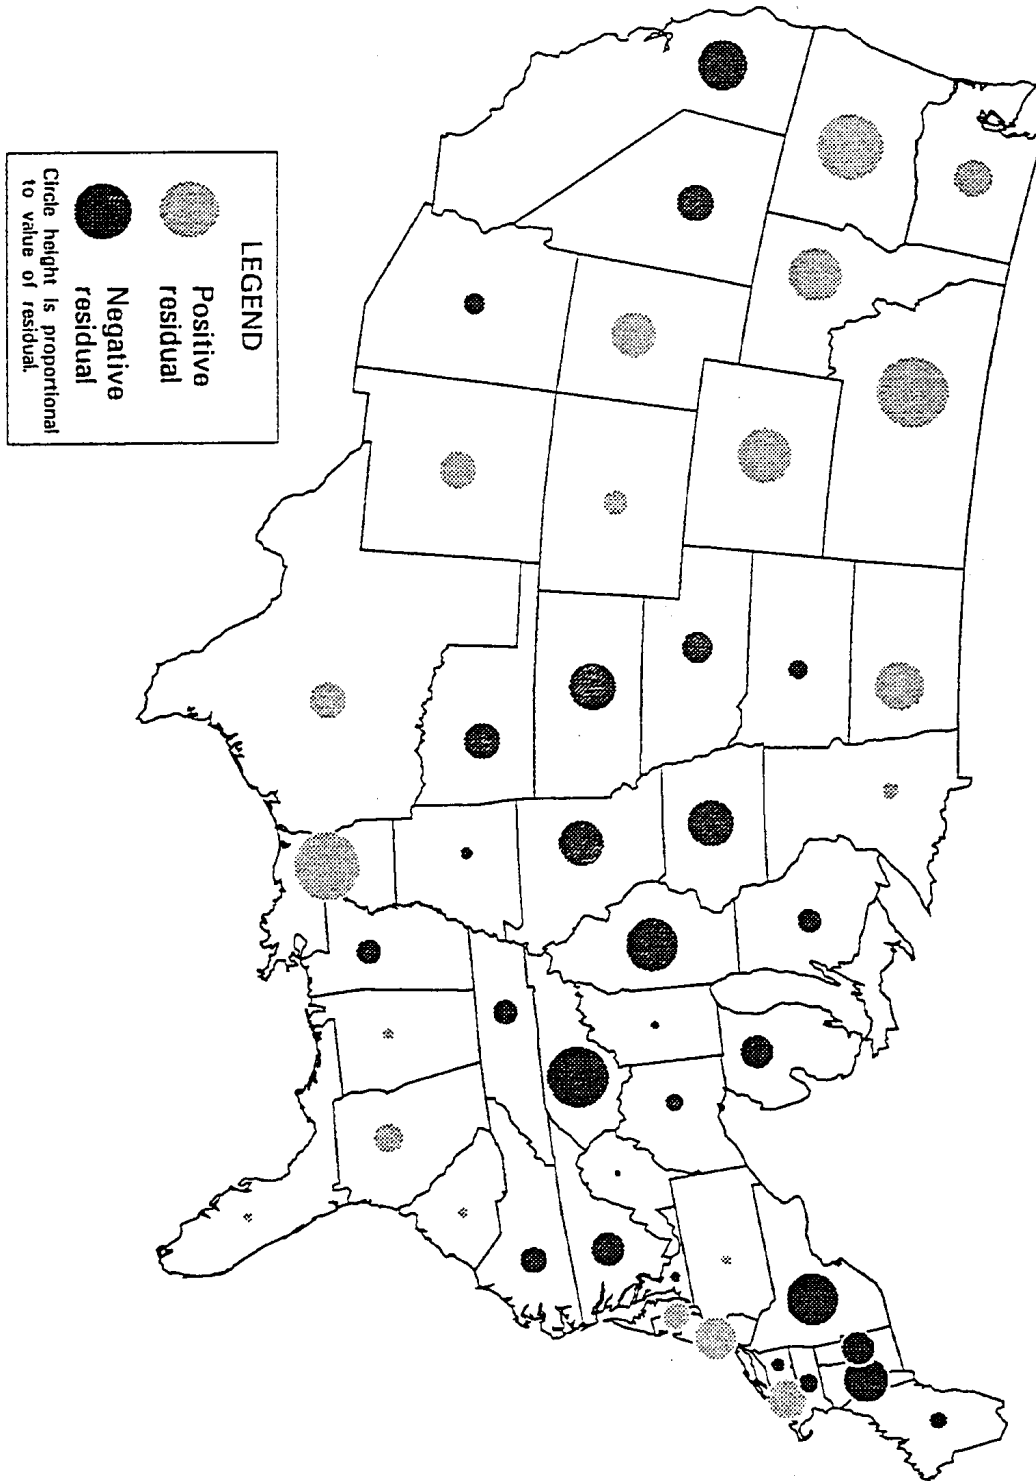 LEGEND
Positive
residual
Negative
residual
Circle height is proportional
to value of residual.